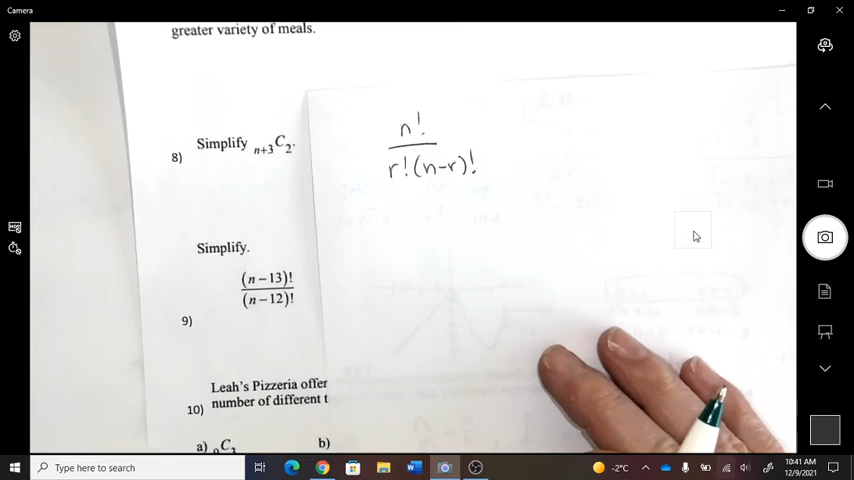 Camera
greater variety of meals.
8) Simplify n+3C2.
n!
r!(n-r)!
Simplify.
(n-13)!
(n-12)!
9)
Leah's Pizzeria offer
10) number of different t
a) 9C3 b)
Type here to search
-2°C
10:41 AM
12/9/2021